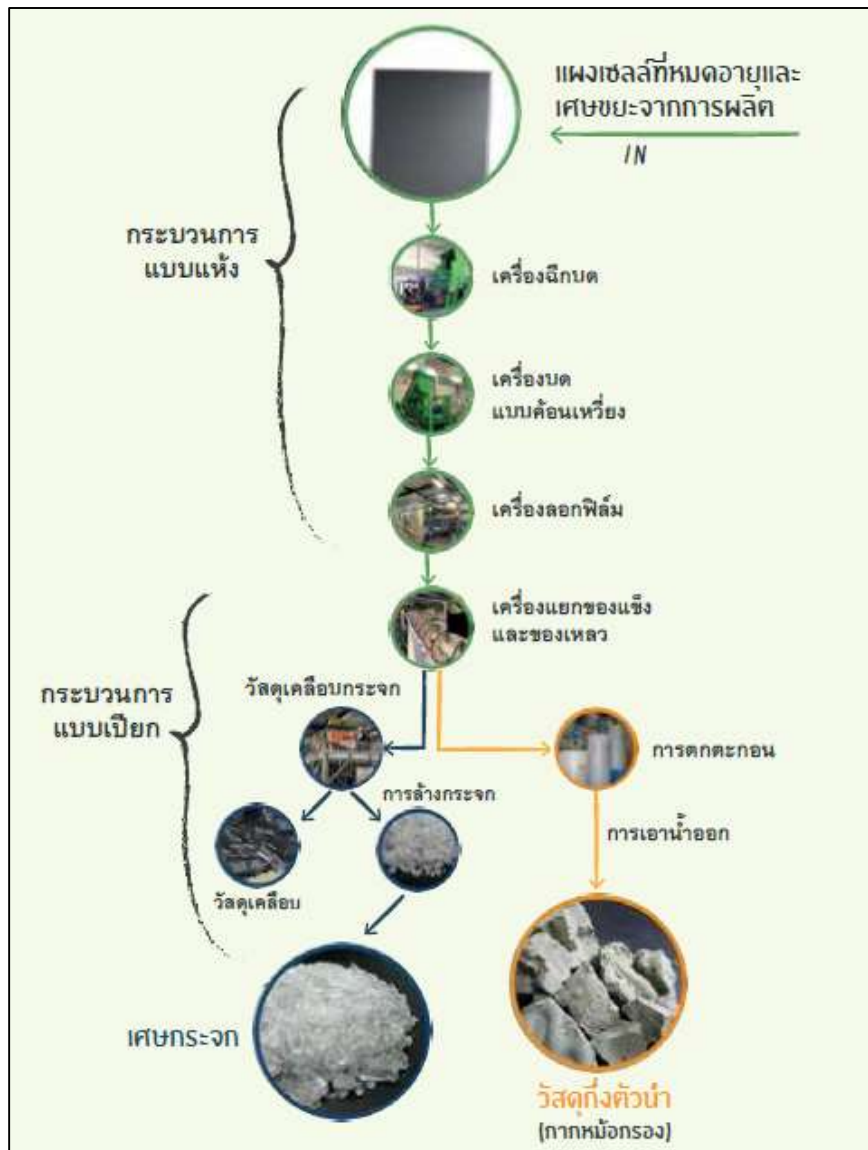 แผงเซลล์ที่หมดอายุและ
เศษขยะจากการผลิต
IN
กระบวนการ
แบบแห้ง
เครื่องฉีกบด
เครื่องบด
แบบค้อนเหวี่ยง
เครื่องลอกฟิล์ม
เครื่องแยกของแข็ง
และของเหลว
กระบวนการ
แบบเปียก
วัสดุเคลือบกระจก
การตกตะกอน
การล้างกระจก
การเอาน้ำออก
วัสดุเคลือบ
เศษกระจก
วัสดุกึ่งตัวนำ
(กากหม้อกรอง)